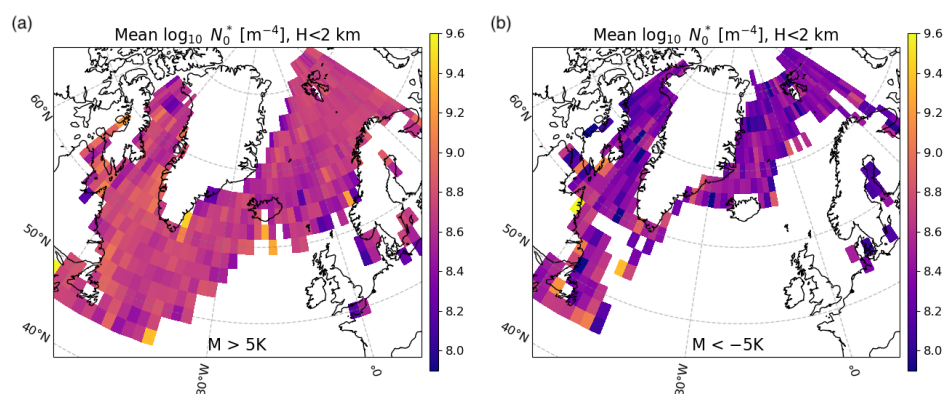 (a)
Mean log₁₀ N₀* [m⁻⁴], H<2 km
60°N
50°N
40°N
30°W
0°
M > 5K
9.6
9.4
9.2
9.0
8.8
8.6
8.4
8.2
8.0
(b)
Mean log₁₀ N₀* [m⁻⁴], H<2 km
60°N
50°N
40°N
30°W
0°
M < −5K
9.6
9.4
9.2
9.0
8.8
8.6
8.4
8.2
8.0